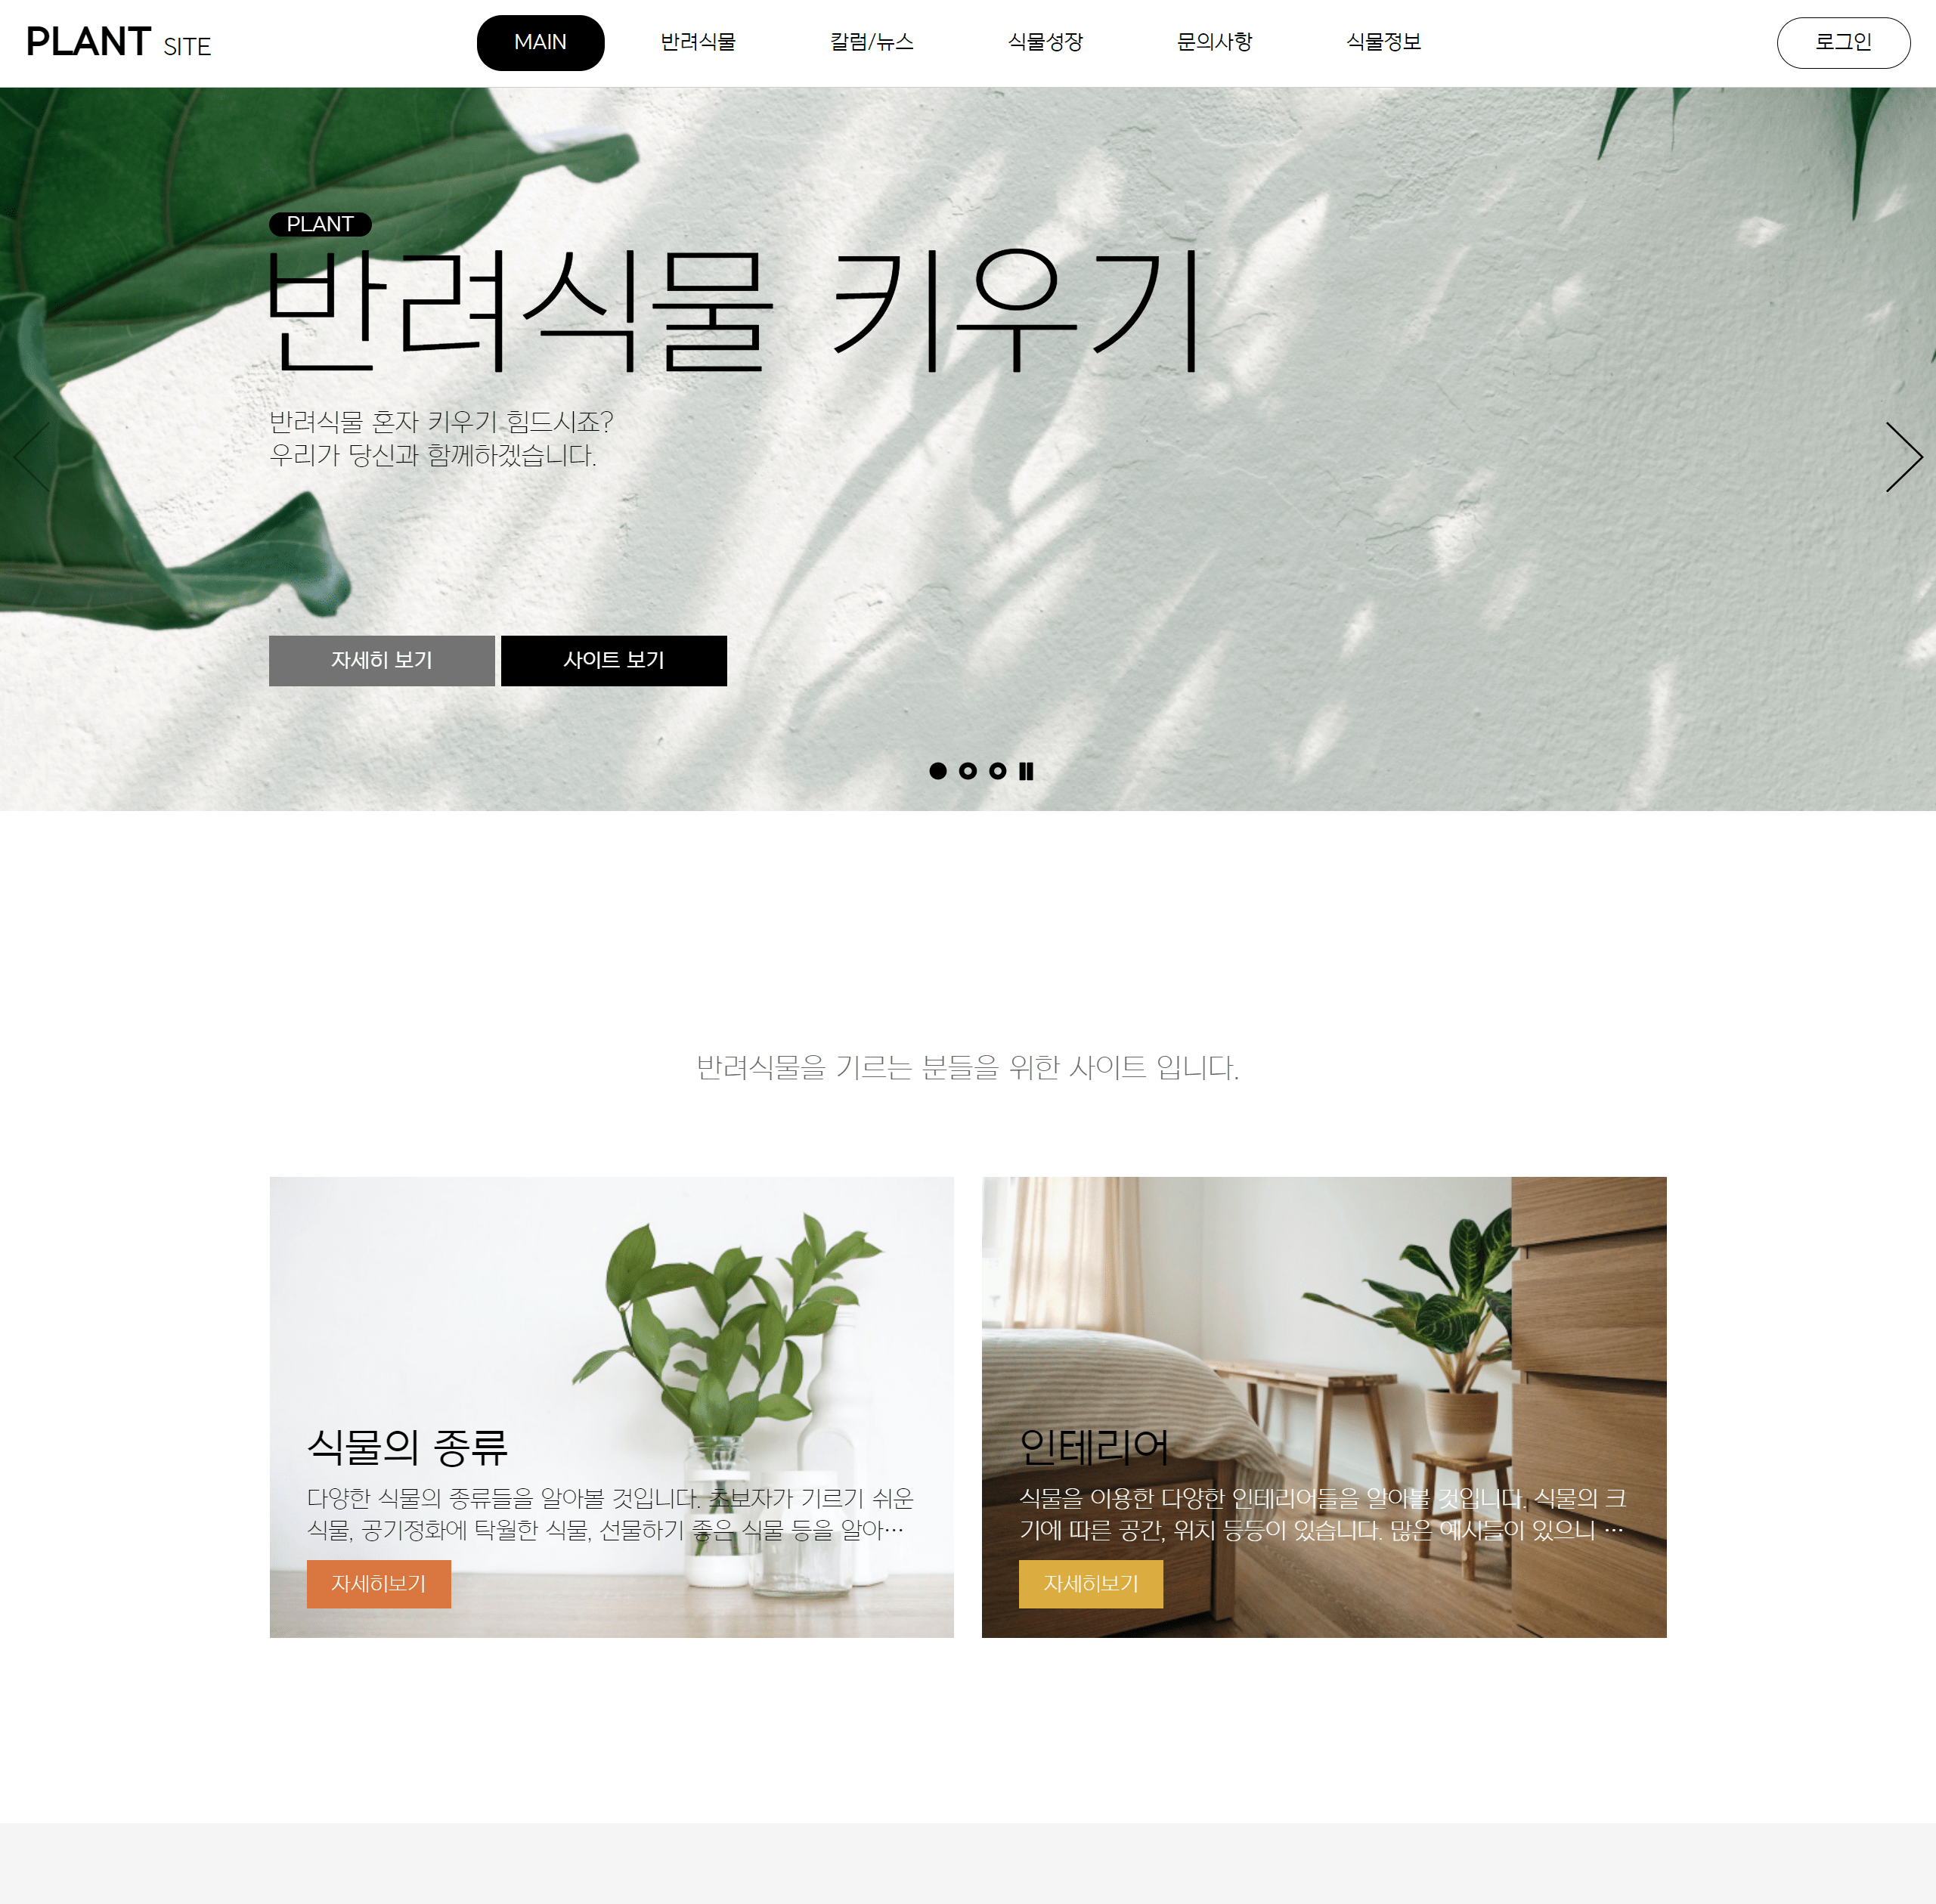 PLANT SITE
MAIN
반려식물
칼럼/뉴스
식물성장
문의사항
식물정보
로그인
PLANT
반려식물 키우기
반려식물 혼자 키우기 힘드시죠?
우리가 당신과 함께하겠습니다.
자세히 보기
사이트 보기
반려식물을 기르는 분들을 위한 사이트 입니다.
식물의 종류
다양한 식물의 종류들을 알아볼 것입니다. 초보자가 기르기 쉬운
식물, 공기정화에 탁월한 식물, 선물하기 좋은 식물 등을 알아…
자세히보기
인테리어
식물을 이용한 다양한 인테리어들을 알아볼 것입니다. 식물의 크
기에 따른 공간, 위치 등등이 있습니다. 많은 예시들이 있으니 …
자세히보기